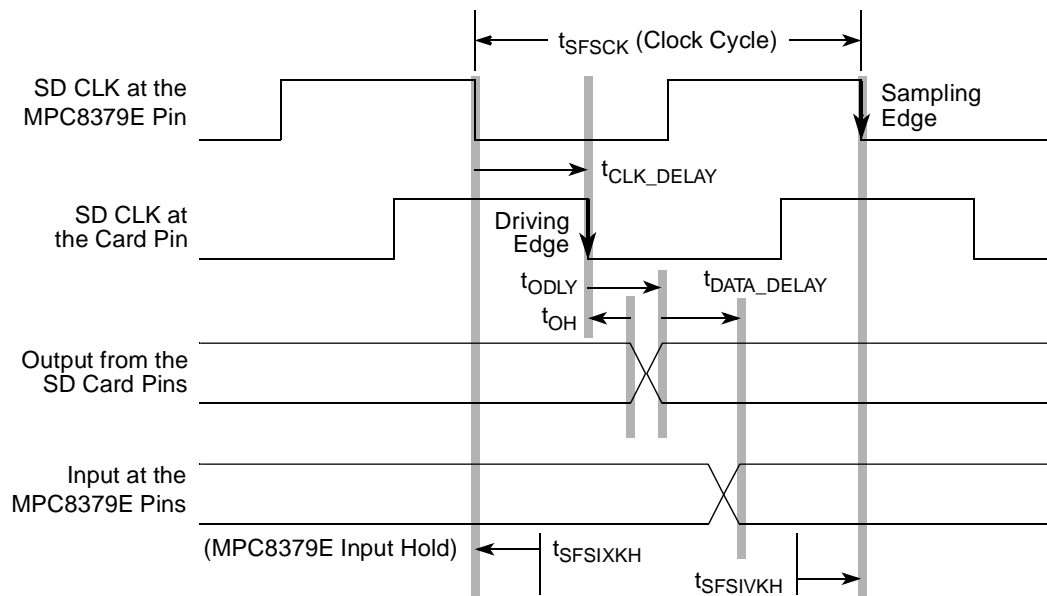 tSFSCK (Clock Cycle)
SD CLK at the
MPC8379E Pin
Sampling
Edge
tCLK_DELAY
SD CLK at
the Card Pin
Driving
Edge
tODLY
tDATA_DELAY
tOH
Output from the
SD Card Pins
Input at the
MPC8379E Pins
(MPC8379E Input Hold)
tSFSIXKH
tSFSIVKH